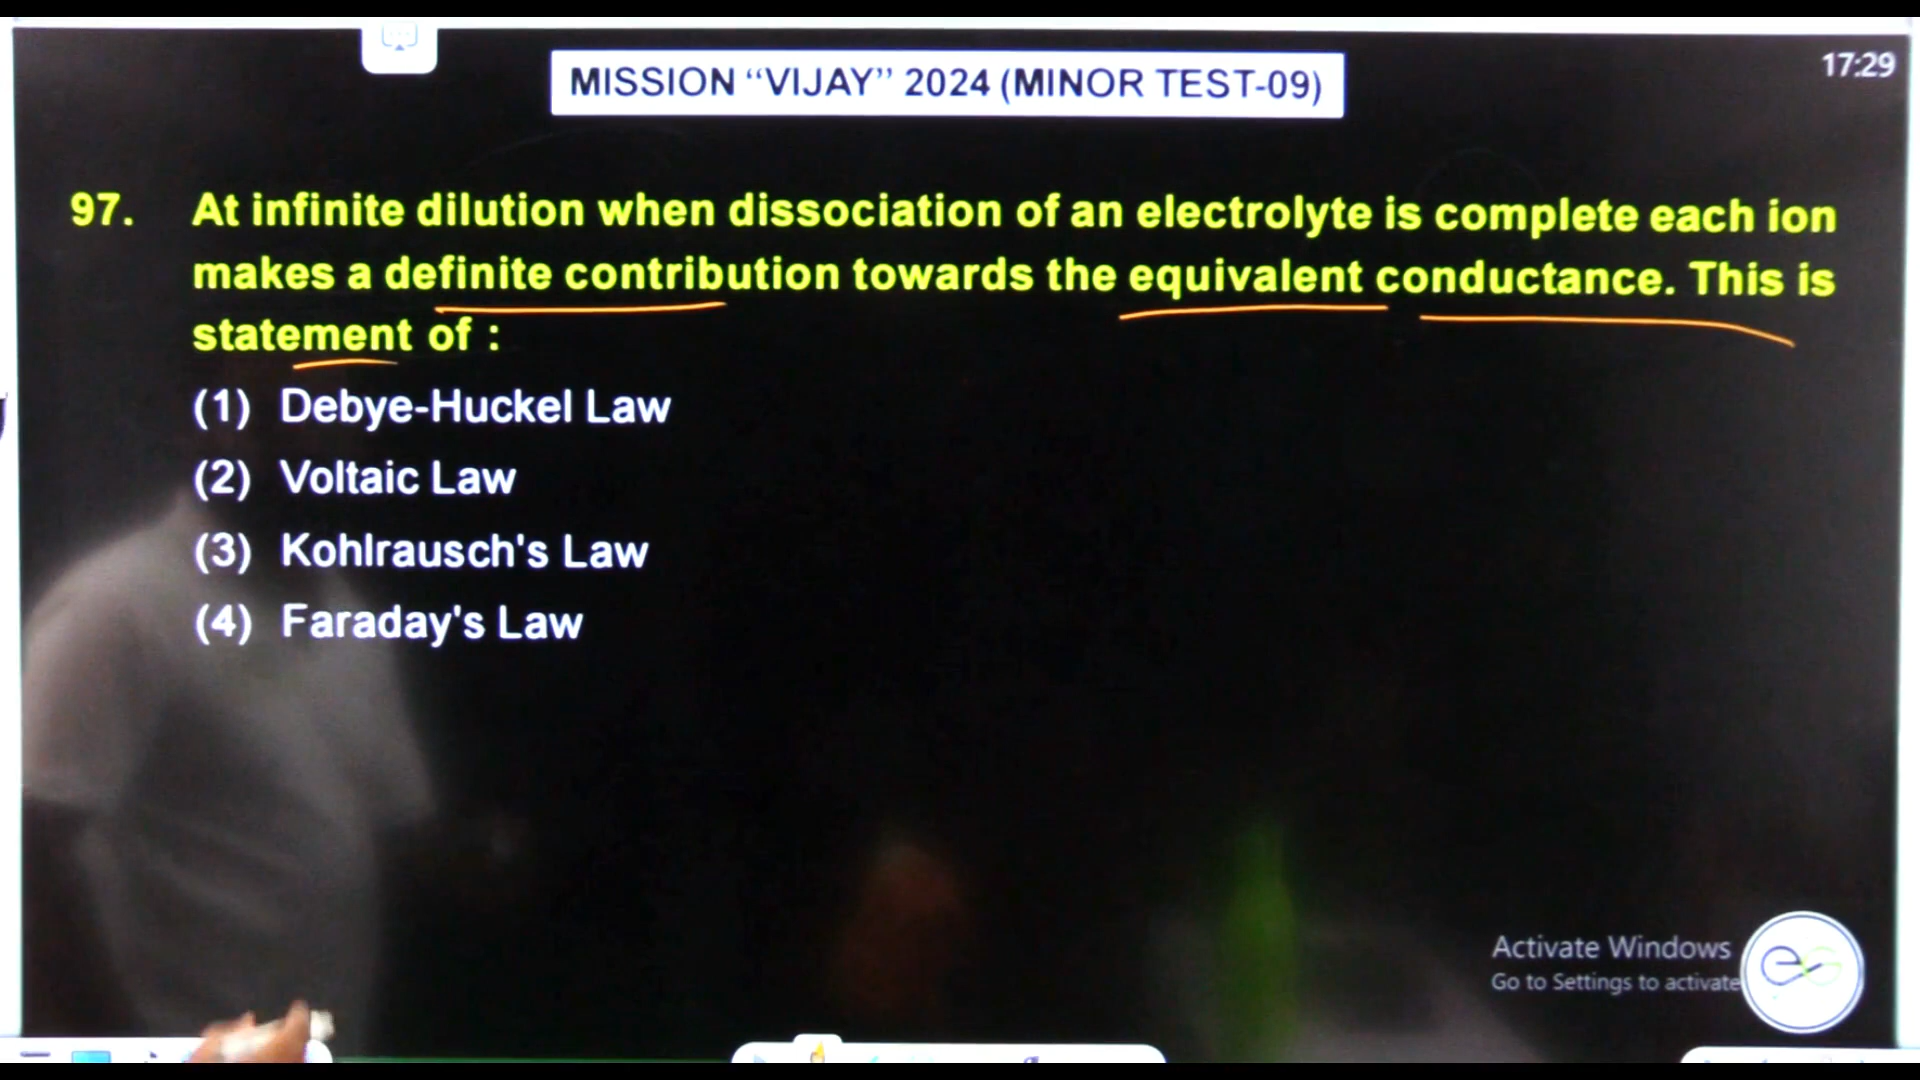 17:29
MISSION “VIJAY” 2024 (MINOR TEST-09)
97. At infinite dilution when dissociation of an electrolyte is complete each ion
makes a definite contribution towards the equivalent conductance. This is
statement of :
(1) Debye-Huckel Law
(2) Voltaic Law
(3) Kohlrausch's Law
(4) Faraday's Law
Activate Windows
Go to Settings to activate